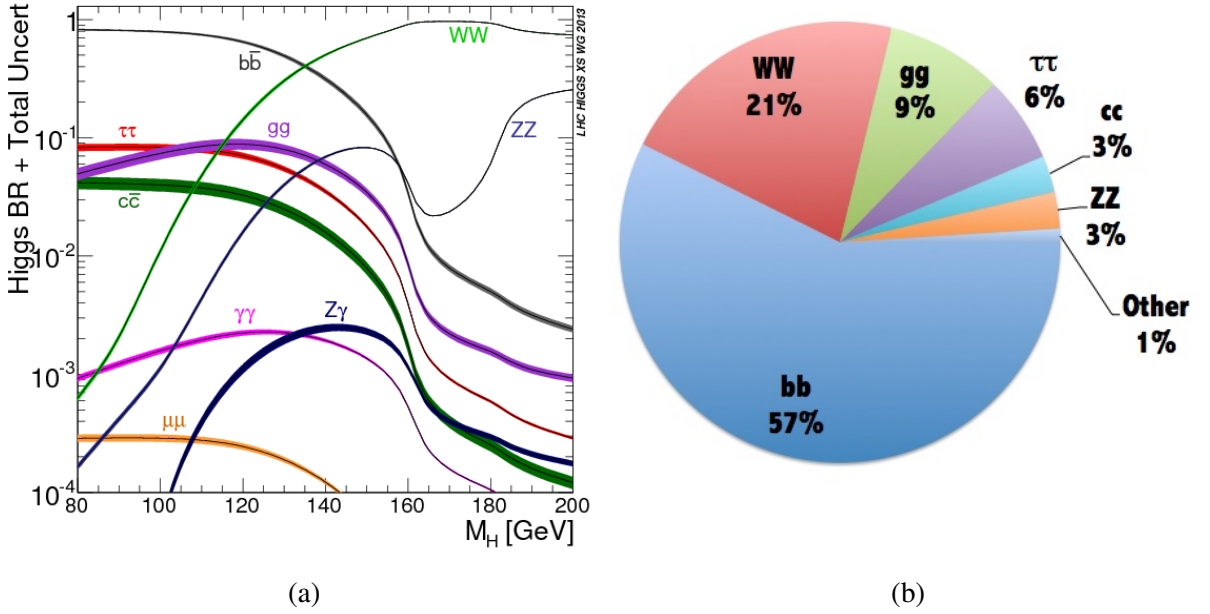 Higgs BR + Total Uncert
1
10⁻¹
10⁻²
10⁻³
10⁻⁴
bb̅
WW
ττ
gg
ZZ
cc̅
γγ
Zγ
μμ
80 100 120 140 160 180 200
M_H [GeV]
LHC HIGGS XS WG 2013
(a)
WW
21%
gg
9%
ττ
6%
cc
3%
ZZ
3%
Other
1%
bb
57%
(b)